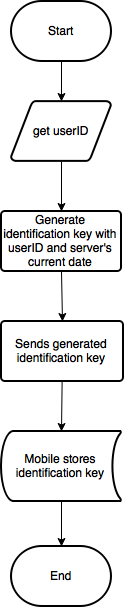 Start
get userID
Generate
identification key with
userID and server's
current date
Sends generated
identification key
Mobile stores
identification key
End